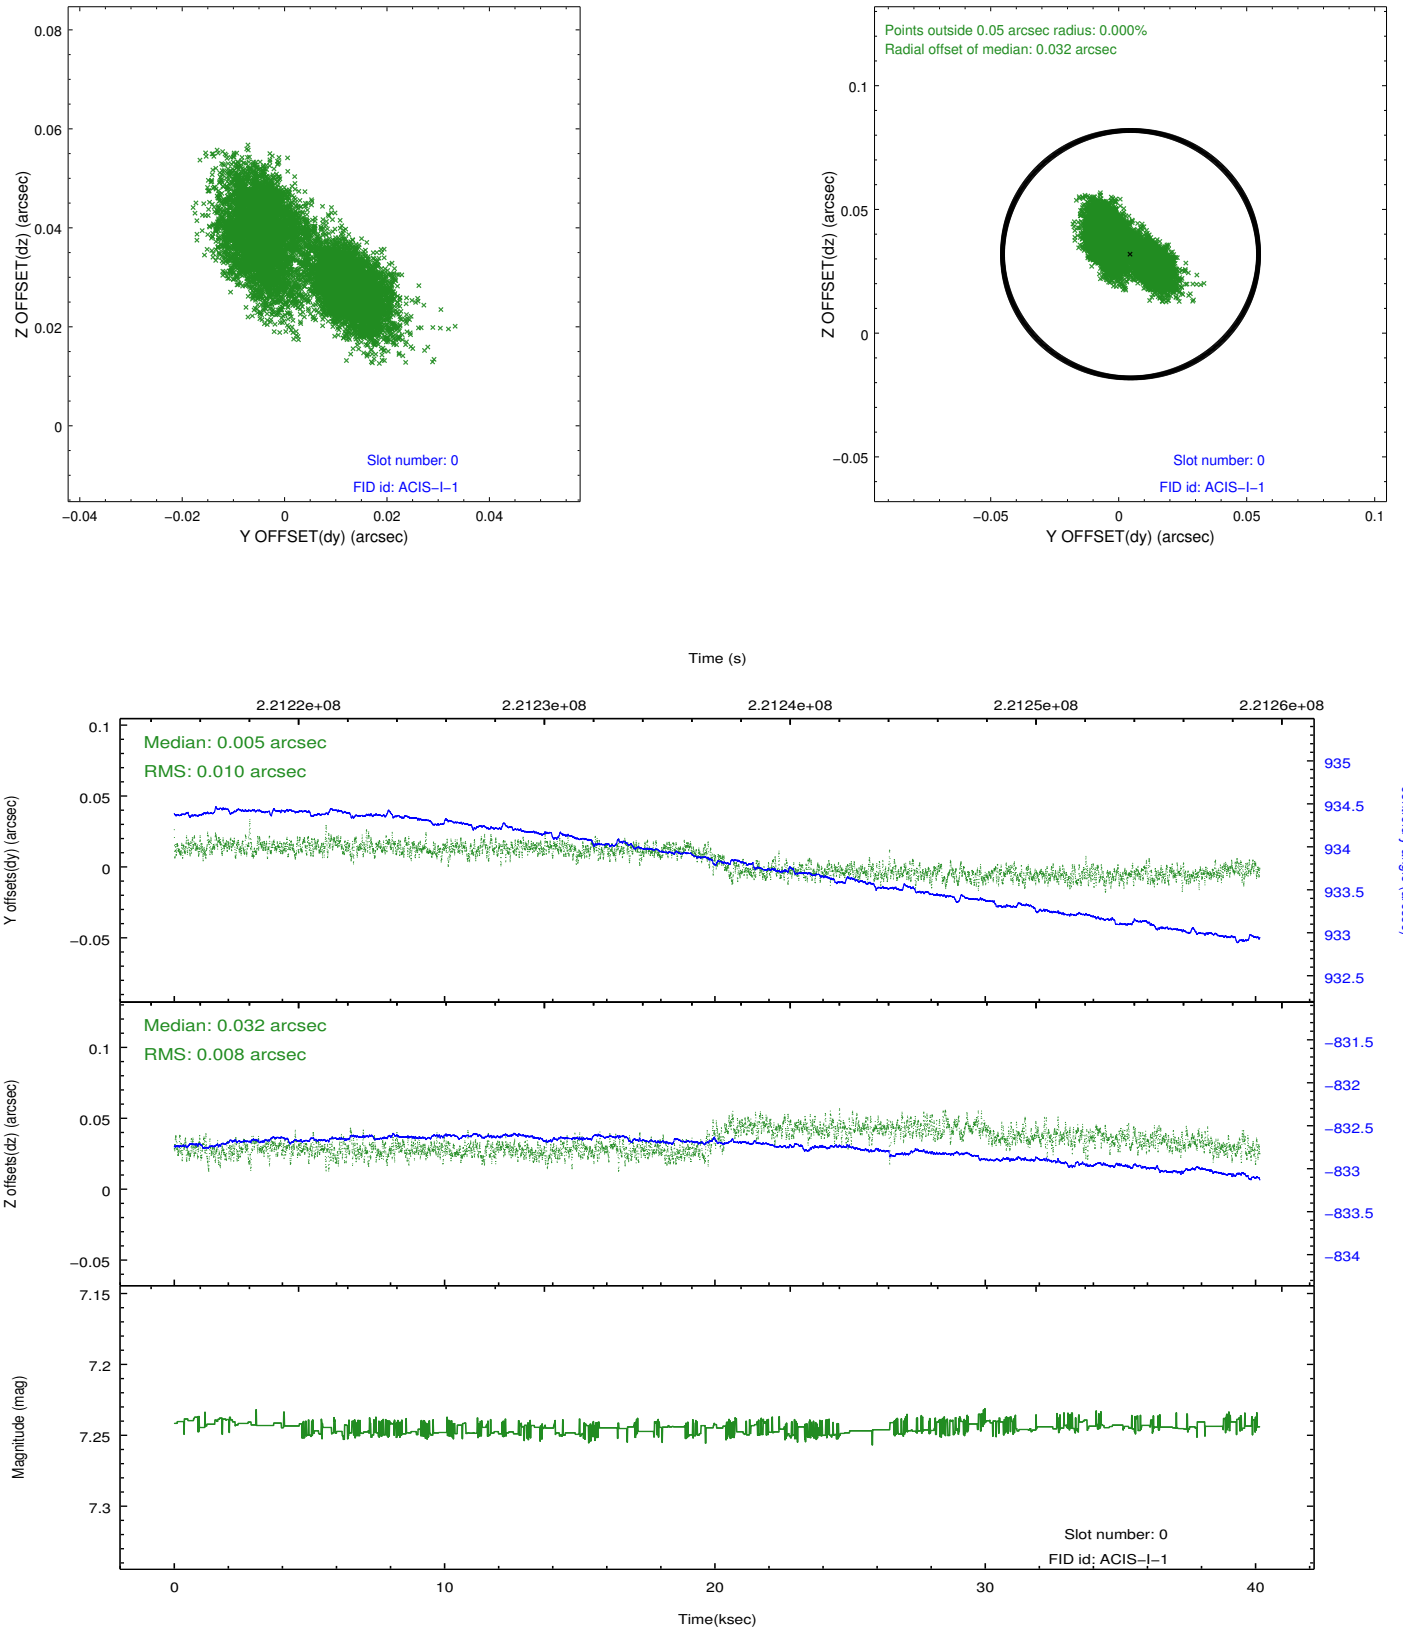 0.08
0.06
0.04
0.02
0
Z OFFSET(dz) (arcsec)
Slot number: 0
FID id: ACIS−I−1
−0.04
−0.02
0
0.02
0.04
Y OFFSET(dy) (arcsec)
Points outside 0.05 arcsec radius: 0.000%
Radial offset of median: 0.032 arcsec
0.1
0.05
0
−0.05
Z OFFSET(dz) (arcsec)
Slot number: 0
FID id: ACIS−I−1
−0.05
0
0.05
0.1
Y OFFSET(dy) (arcsec)
Time (s)
2.2122e+08
2.2123e+08
2.2124e+08
2.2125e+08
2.2126e+08
Median: 0.005 arcsec
RMS: 0.010 arcsec
0.1
0.05
0
−0.05
Y offsets(dy) (arcsec)
935
934.5
934
933.5
933
932.5
Median: 0.032 arcsec
RMS: 0.008 arcsec
0.1
0.05
0
−0.05
Z offsets(dz) (arcsec)
−831.5
−832
−832.5
−833
−833.5
−834
7.15
7.2
7.25
7.3
Magnitude (mag)
Slot number: 0
FID id: ACIS−I−1
0
10
20
30
40
Time(ksec)